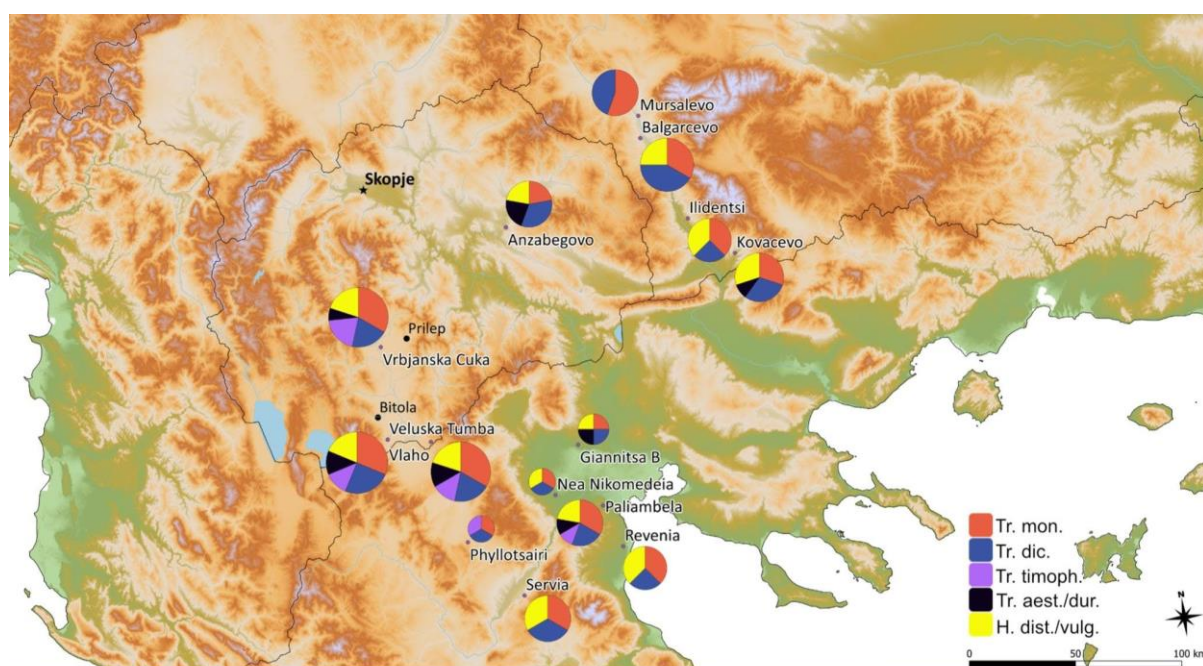 Mursalevo
Balgarcevo
Skopje
Ilidentsi
Anzabegovo
Kovacevo
Prilep
Vrbjanska Cuka
Bitola
Veluska Tumba
Vlaho
Giannitsa B
Nea Nikomedeia
Paliambela
Phyllotsairi
Revenia
Servia
Tr. mon.
Tr. dic.
Tr. timoph.
Tr. aest./dur.
H. dist./vulg.
N
0 50 100 km